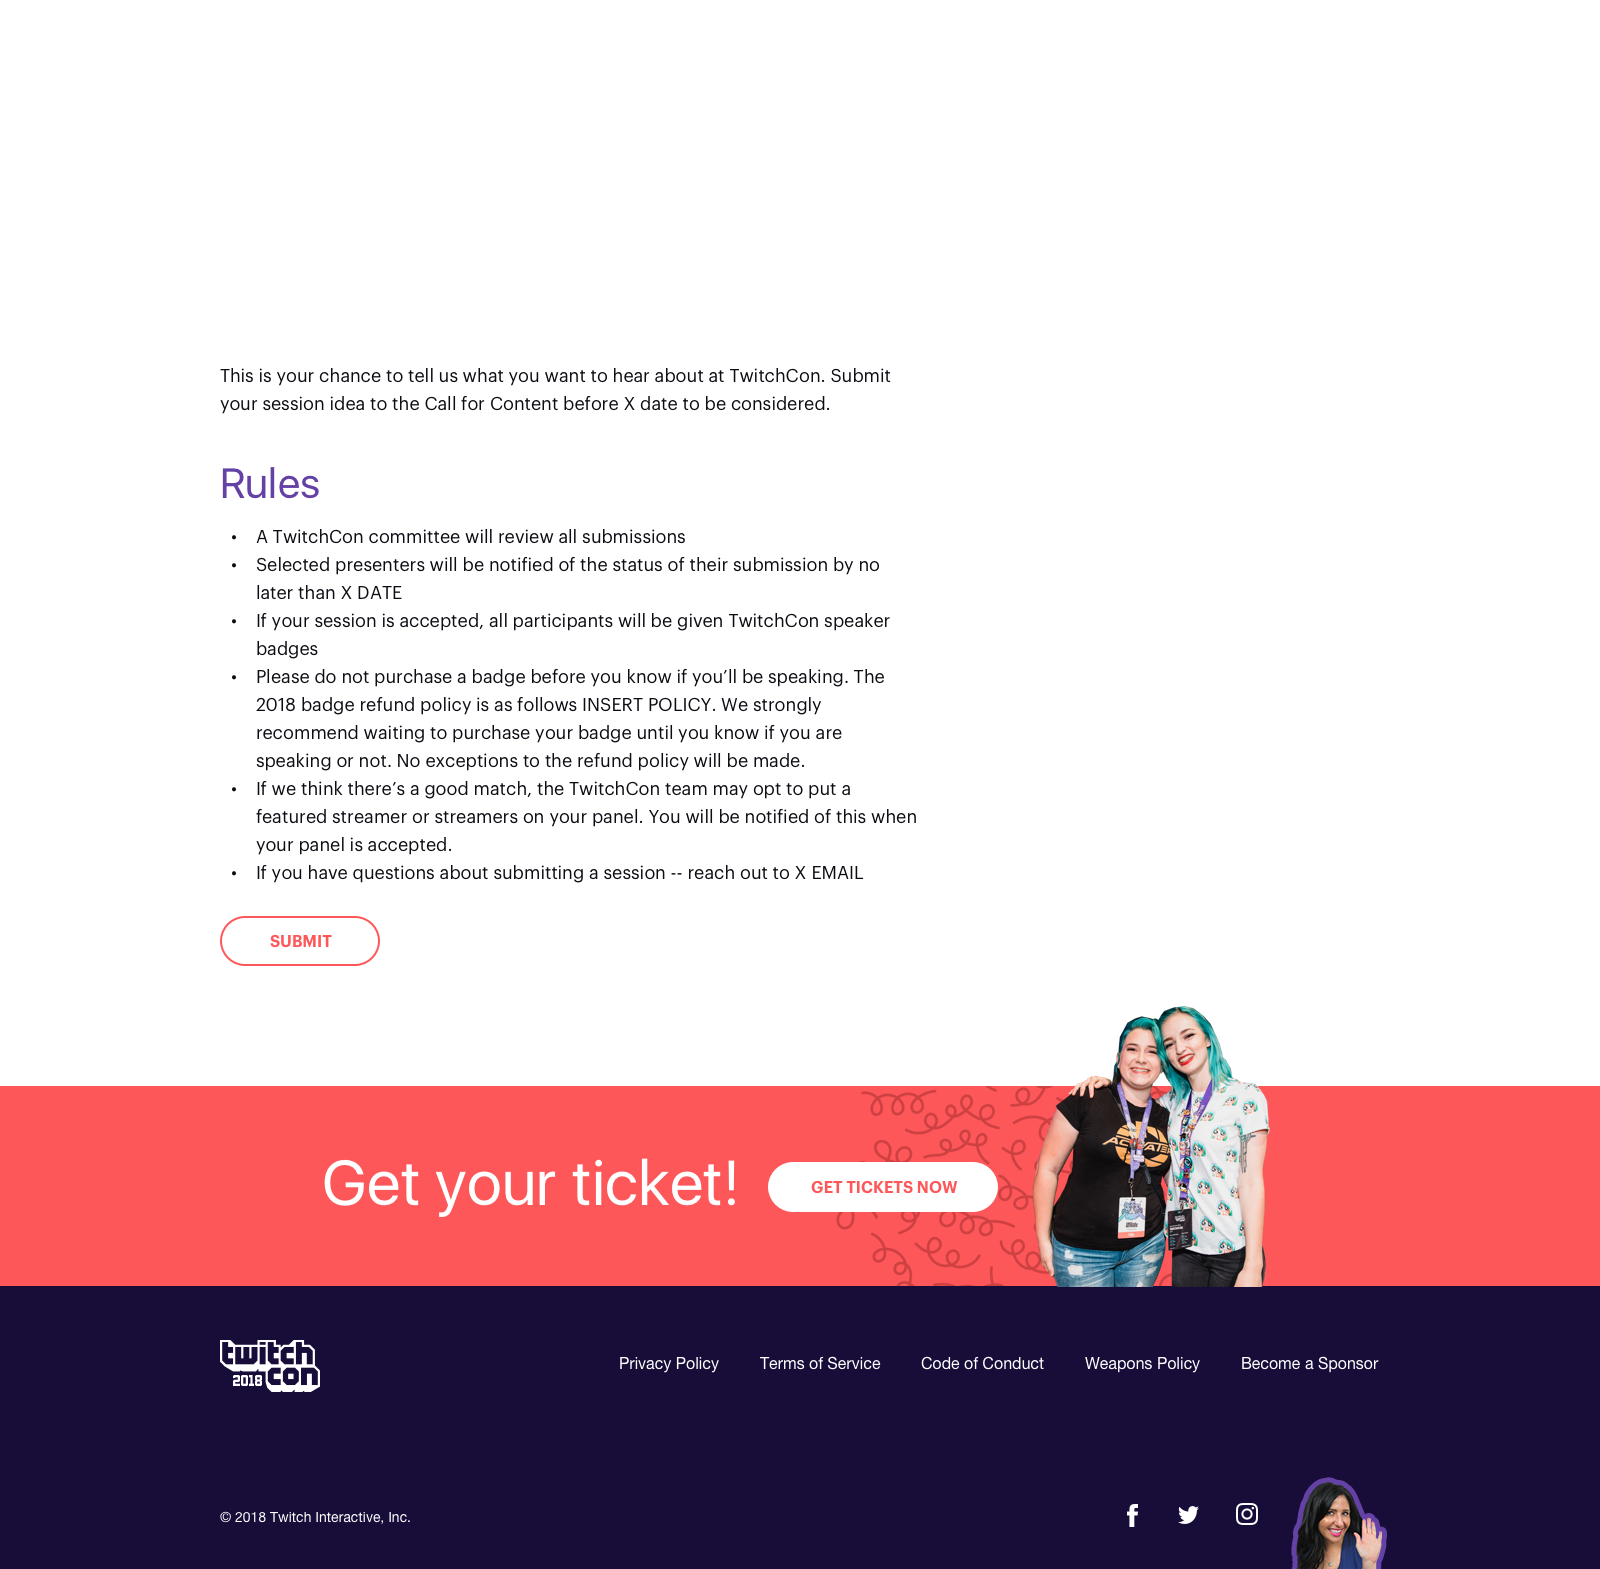 This is your chance to tell us what you want to hear about at TwitchCon. Submit
your session idea to the Call for Content before X date to be considered.
Rules
• A TwitchCon committee will review all submissions
• Selected presenters will be notified of the status of their submission by no
later than X DATE
• If your session is accepted, all participants will be given TwitchCon speaker
badges
• Please do not purchase a badge before you know if you’ll be speaking. The
2018 badge refund policy is as follows INSERT POLICY. We strongly
recommend waiting to purchase your badge until you know if you are
speaking or not. No exceptions to the refund policy will be made.
• If we think there’s a good match, the TwitchCon team may opt to put a
featured streamer or streamers on your panel. You will be notified of this when
your panel is accepted.
• If you have questions about submitting a session -- reach out to X EMAIL
SUBMIT
Get your ticket!
GET TICKETS NOW
twitch
con
2018
Privacy Policy
Terms of Service
Code of Conduct
Weapons Policy
Become a Sponsor
© 2018 Twitch Interactive, Inc.